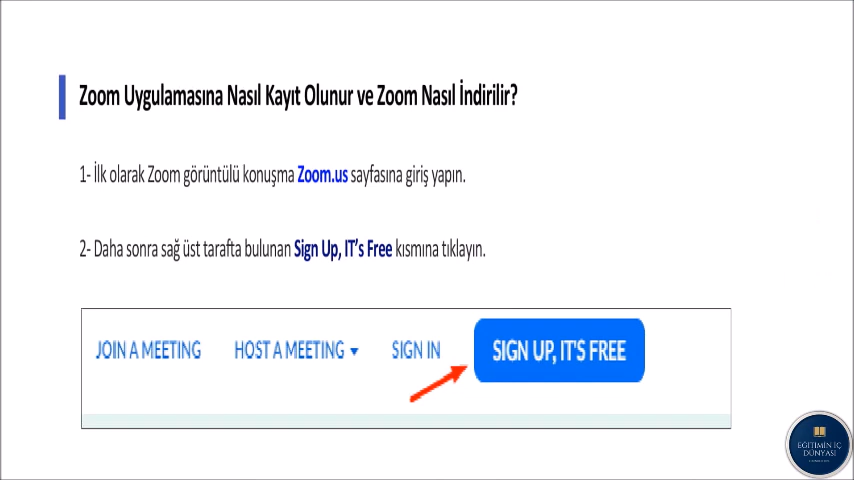 Zoom Uygulamasına Nasıl Kayıt Olunur ve Zoom Nasıl İndirilir?
1- İlk olarak Zoom görüntülü konuşma Zoom.us sayfasına giriş yapın.
2- Daha sonra sağ üst tarafta bulunan Sign Up, IT's Free kısmına tıklayın.
JOIN A MEETING HOST A MEETING SIGN IN SIGN UP, IT'S FREE
EĞİTİMİN İÇ
DÜNYASI